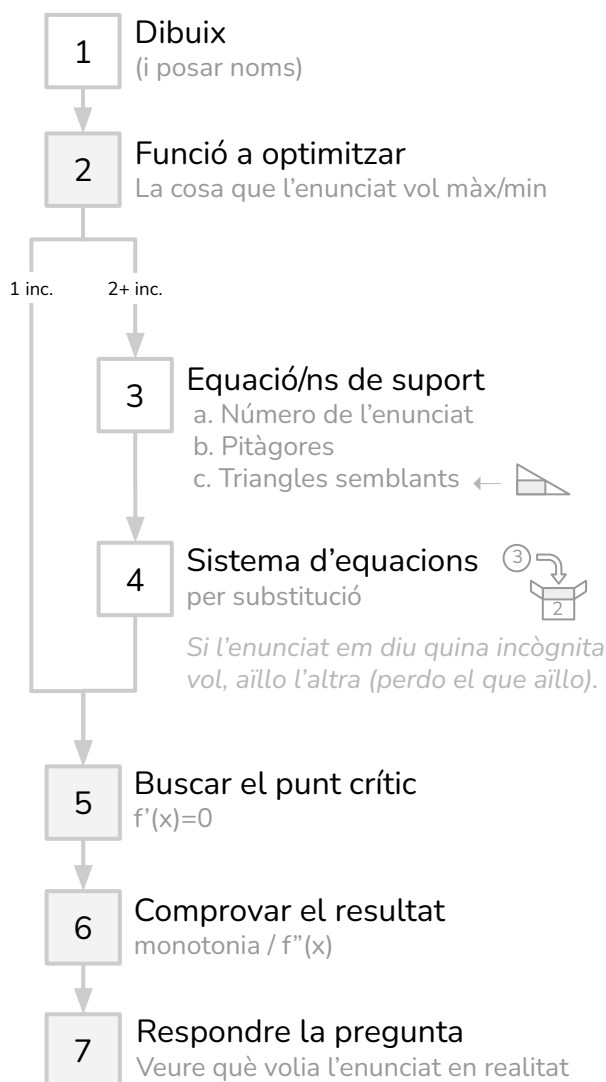 1
Dibuix
(i posar noms)
2
Funció a optimitzar
La cosa que l’enunciat vol màx/min
1 inc.
2+ inc.
3
Equació/ns de suport
a. Número de l’enunciat
b. Pitàgores
c. Triangles semblants
4
Sistema d’equacions
per substitució
3
2
Si l’enunciat em diu quina incògnita
vol, aïllo l’altra (perdo el que aïllo).
5
Buscar el punt crític
f’(x)=0
6
Comprovar el resultat
monotonia / f”(x)
7
Respondre la pregunta
Veure què volia l’enunciat en realitat